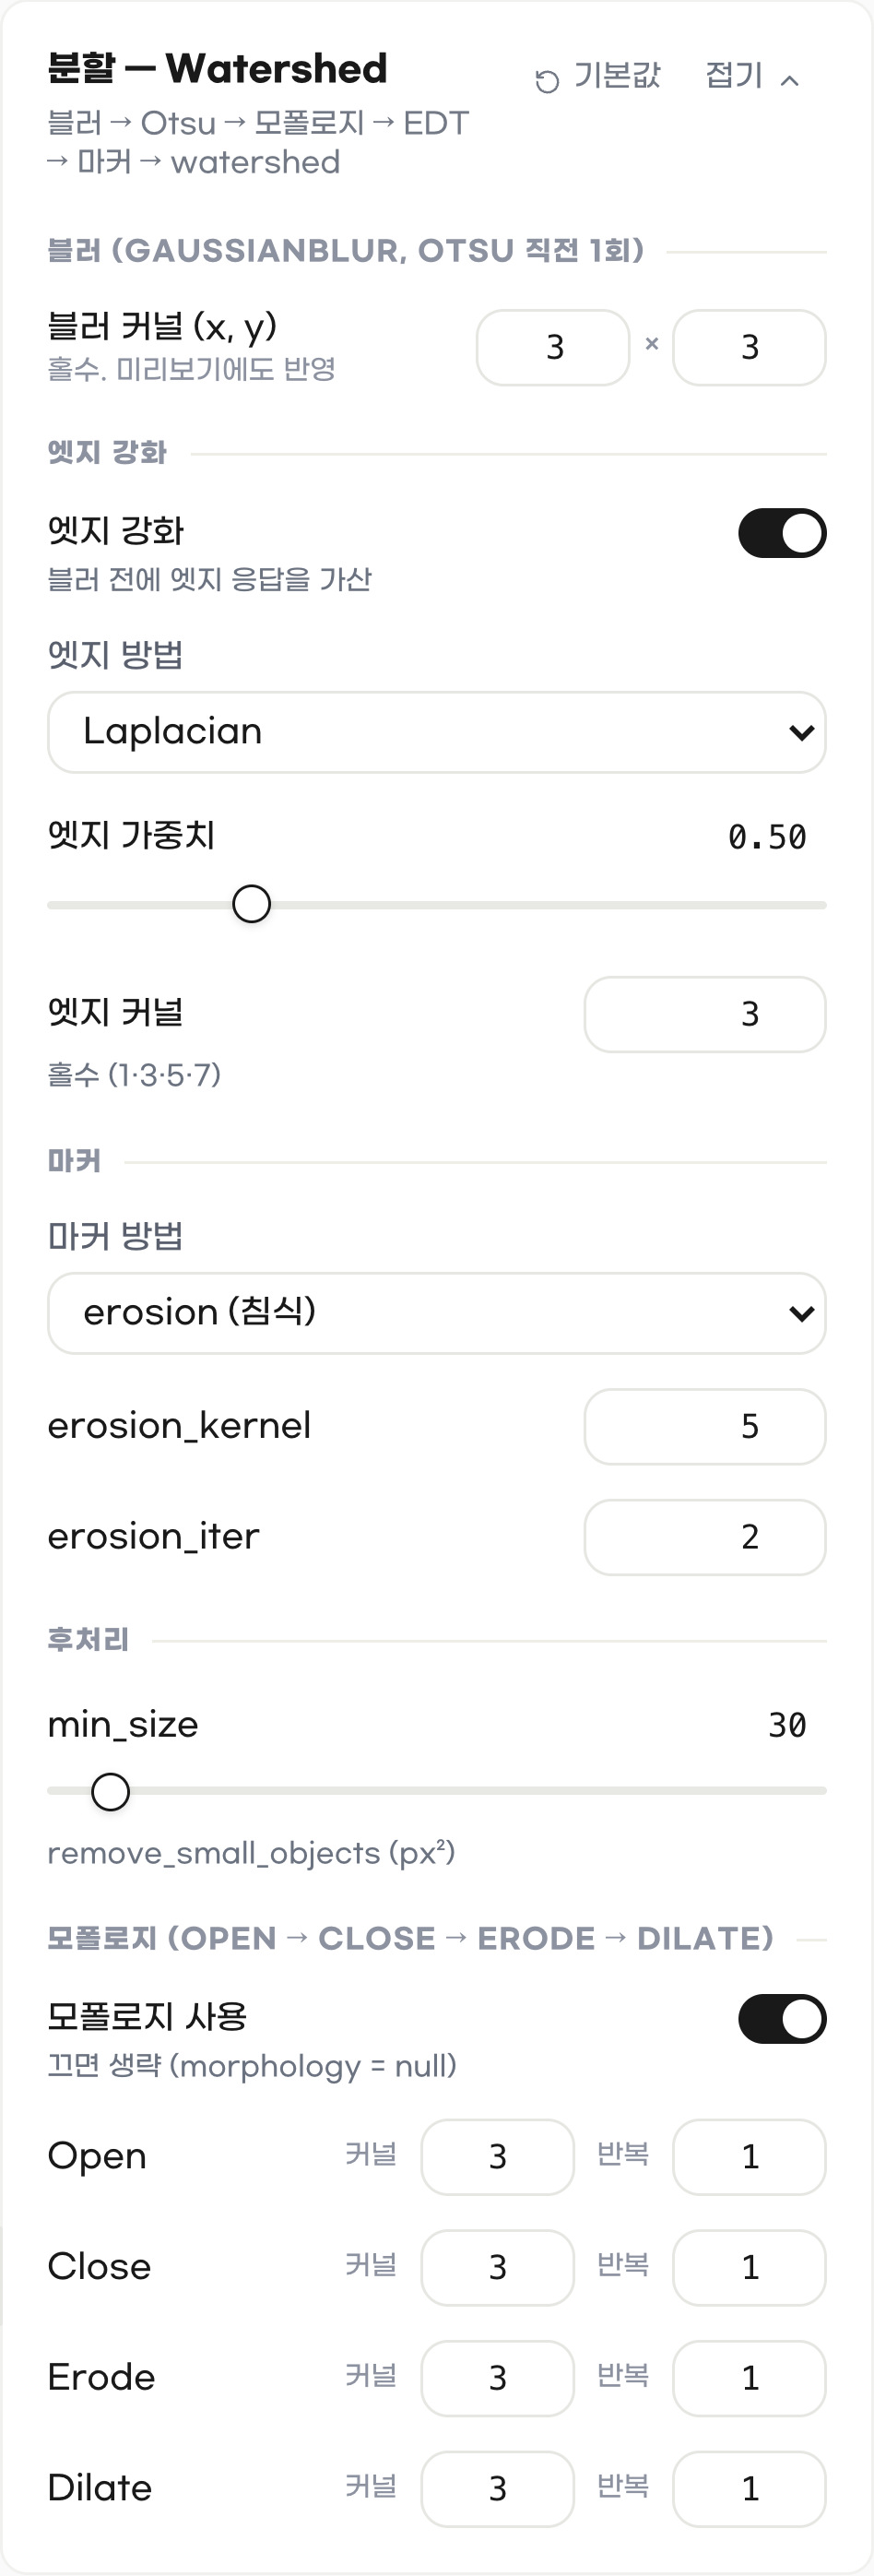 분할 — Watershed
기본값 접기
블러 → Otsu → 모폴로지 → EDT
→ 마커 → watershed
블러 (GAUSSIANBLUR, OTSU 직전 1회)
블러 커널 (x, y) 3 × 3
홀수. 미리보기에도 반영
엣지 강화
엣지 강화
블러 전에 엣지 응답을 가산
엣지 방법
Laplacian
엣지 가중치 0.50
엣지 커널 3
홀수 (1·3·5·7)
마커
마커 방법
erosion (침식)
erosion_kernel 5
erosion_iter 2
후처리
min_size 30
remove_small_objects (px²)
모폴로지 (OPEN → CLOSE → ERODE → DILATE)
모폴로지 사용
끄면 생략 (morphology = null)
Open 커널 3 반복 1
Close 커널 3 반복 1
Erode 커널 3 반복 1
Dilate 커널 3 반복 1